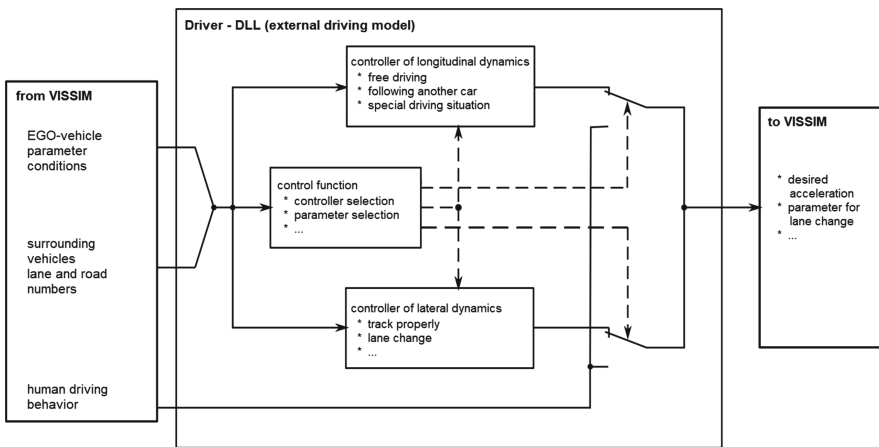 Driver - DLL (external driving model)
from VISSIM
EGO-vehicle
parameter
conditions
surrounding
vehicles
lane and road
numbers
human driving
behavior
controller of longitudinal dynamics
* free driving
* following another car
* special driving situation
control function
* controller selection
* parameter selection
* ...
controller of lateral dynamics
* track properly
* lane change
* ...
to VISSIM
* desired
acceleration
* parameter for
lane change
* ...